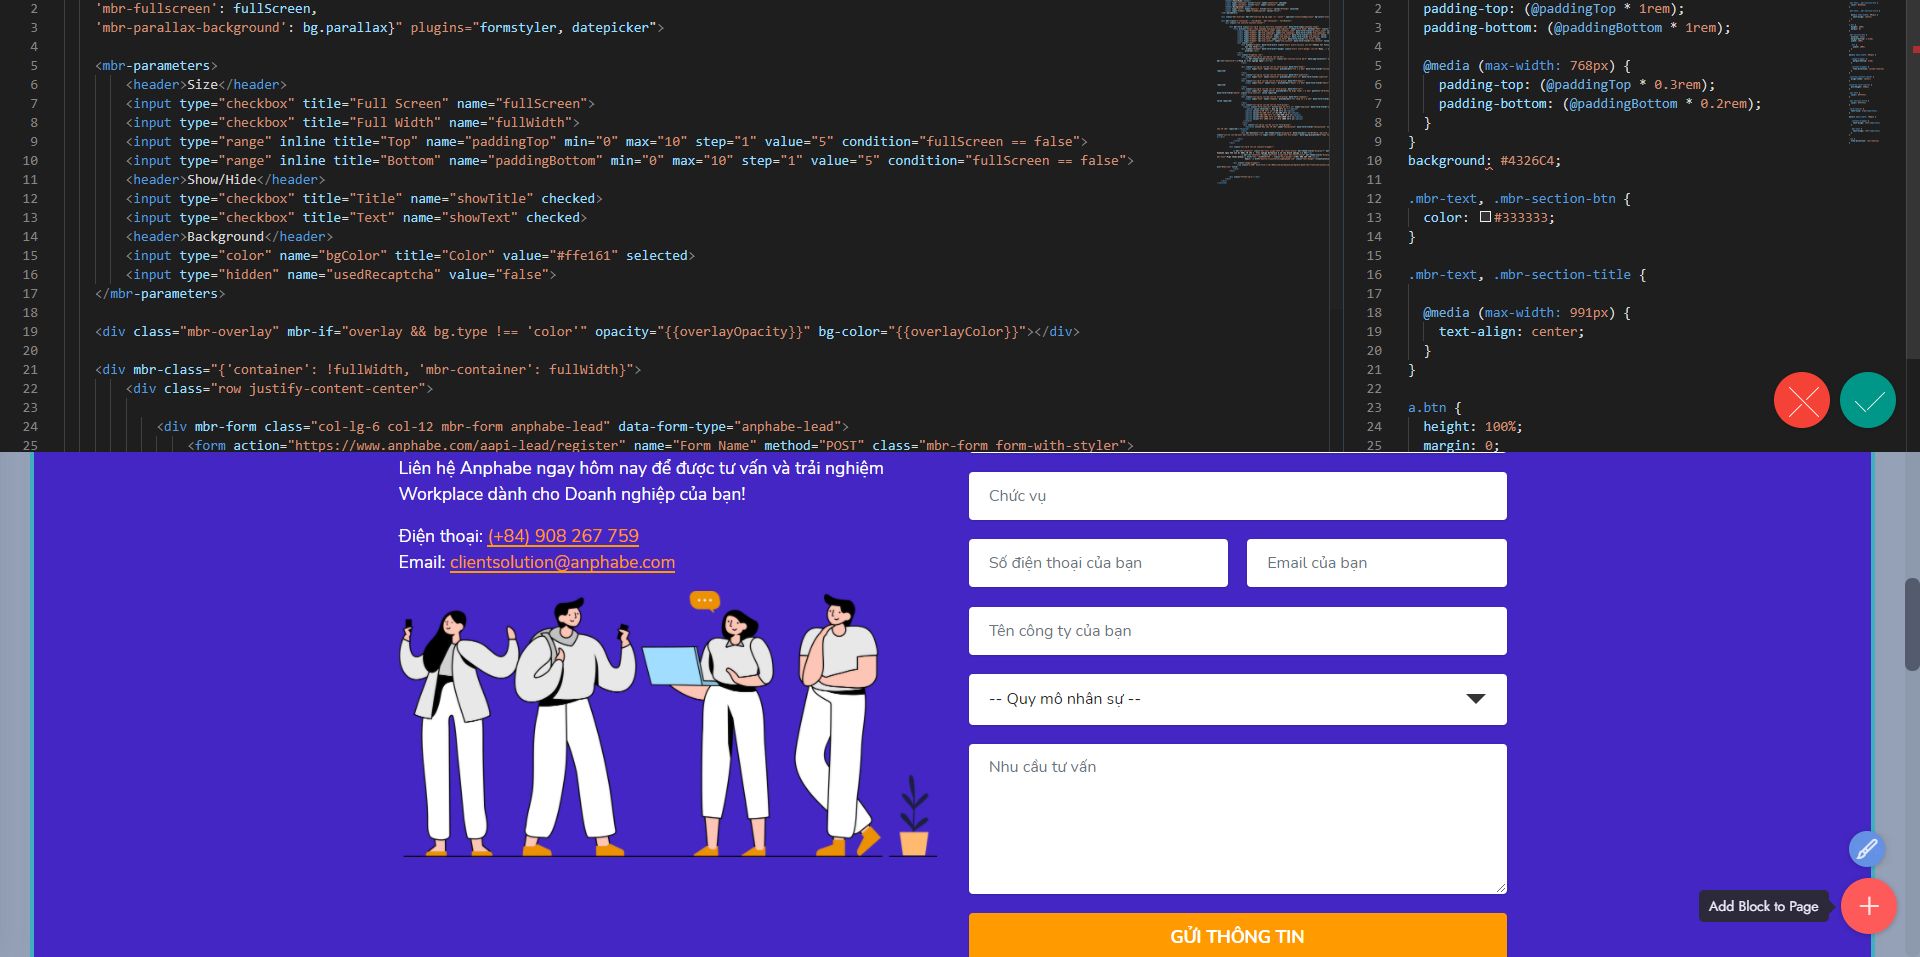 2 'mbr-fullscreen': fullScreen,
3 'mbr-parallax-background': bg.parallax}" plugins="formstyler, datepicker">
4
5 <mbr-parameters>
6 <header>Size</header>
7 <input type="checkbox" title="Full Screen" name="fullScreen">
8 <input type="checkbox" title="Full Width" name="fullWidth">
9 <input type="range" inline title="Top" name="paddingTop" min="0" max="10" step="1" value="5" condition="fullScreen == false">
10 <input type="range" inline title="Bottom" name="paddingBottom" min="0" max="10" step="1" value="5" condition="fullScreen == false">
11 <header>Show/Hide</header>
12 <input type="checkbox" title="Title" name="showTitle" checked>
13 <input type="checkbox" title="Text" name="showText" checked>
14 <header>Background</header>
15 <input type="color" name="bgColor" title="Color" value="#ffe161" selected>
16 <input type="hidden" name="usedRecaptcha" value="false">
17 </mbr-parameters>
18
19 <div class="mbr-overlay" mbr-if="overlay && bg.type !== 'color'" opacity="{{overlayOpacity}}" bg-color="{{overlayColor}}"></div>
20
21 <div mbr-class="{'container': !fullWidth, 'mbr-container': fullWidth}">
22 <div class="row justify-content-center">
23
24 <div mbr-form class="col-lg-6 col-12 mbr-form anphabe-lead" data-form-type="anphabe-lead">
25 <form action="https://www.anphabe.com/aapi-lead/register" name="Form Name" method="POST" class="mbr-form form-with-styler">
2 padding-top: (@paddingTop * 1rem);
3 padding-bottom: (@paddingBottom * 1rem);
4
5 @media (max-width: 768px) {
6 padding-top: (@paddingTop * 0.3rem);
7 padding-bottom: (@paddingBottom * 0.2rem);
8 }
9 }
10 background: #4326C4;
11
12 .mbr-text, .mbr-section-btn {
13 color: #333333;
14 }
15
16 .mbr-text, .mbr-section-title {
17
18 @media (max-width: 991px) {
19 text-align: center;
20 }
21 }
22
23 a.btn {
24 height: 100%;
25 margin: 0;
Liên hệ Anphabe ngay hôm nay để được tư vấn và trải nghiệm
Workplace dành cho Doanh nghiệp của bạn!
Điện thoại: (+84) 908 267 759
Email: clientsolution@anphabe.com
Chức vụ
Số điện thoại của bạn
Email của bạn
Tên công ty của bạn
-- Quy mô nhân sự --
Nhu cầu tư vấn
GỬI THÔNG TIN
Add Block to Page